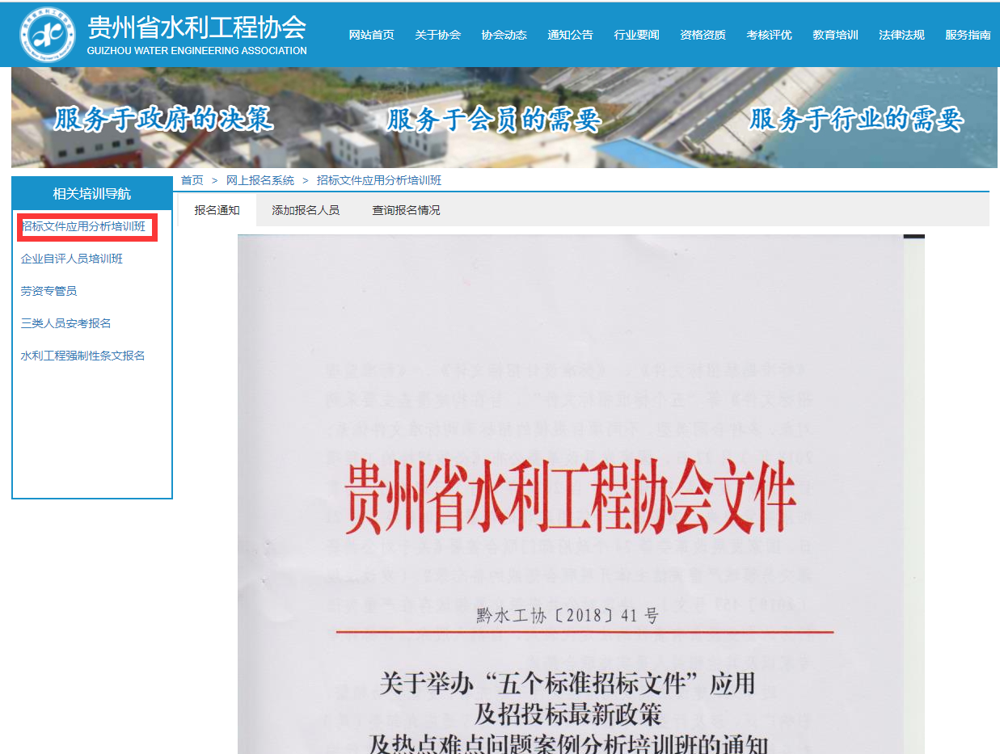 贵州省水利工程协会
GUIZHOU WATER ENGINEERING ASSOCIATION
网站首页 关于协会 协会动态 通知公告 行业要闻 资格资质 考核评优 教育培训 法律法规 服务指南
服务于政府的决策 服务于会员的需要 服务于行业的需要
相关培训导航
招标文件应用分析培训班
企业自评人员培训班
劳资专管员
三类人员安考报名
水利工程强制性条文报名
首页 > 网上报名系统 > 招标文件应用分析培训班
报名通知 添加报名人员 查询报名情况
贵州省水利工程协会文件
黔水工协〔2018〕41 号
关于举办“五个标准招标文件”应用
及招投标最新政策
及热点难点问题案例分析培训班的通知